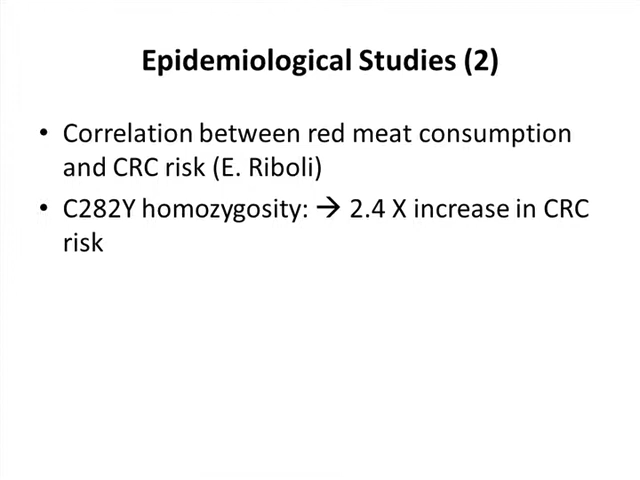 Epidemiological Studies (2)
• Correlation between red meat consumption
and CRC risk (E. Riboli)
• C282Y homozygosity: → 2.4 X increase in CRC
risk